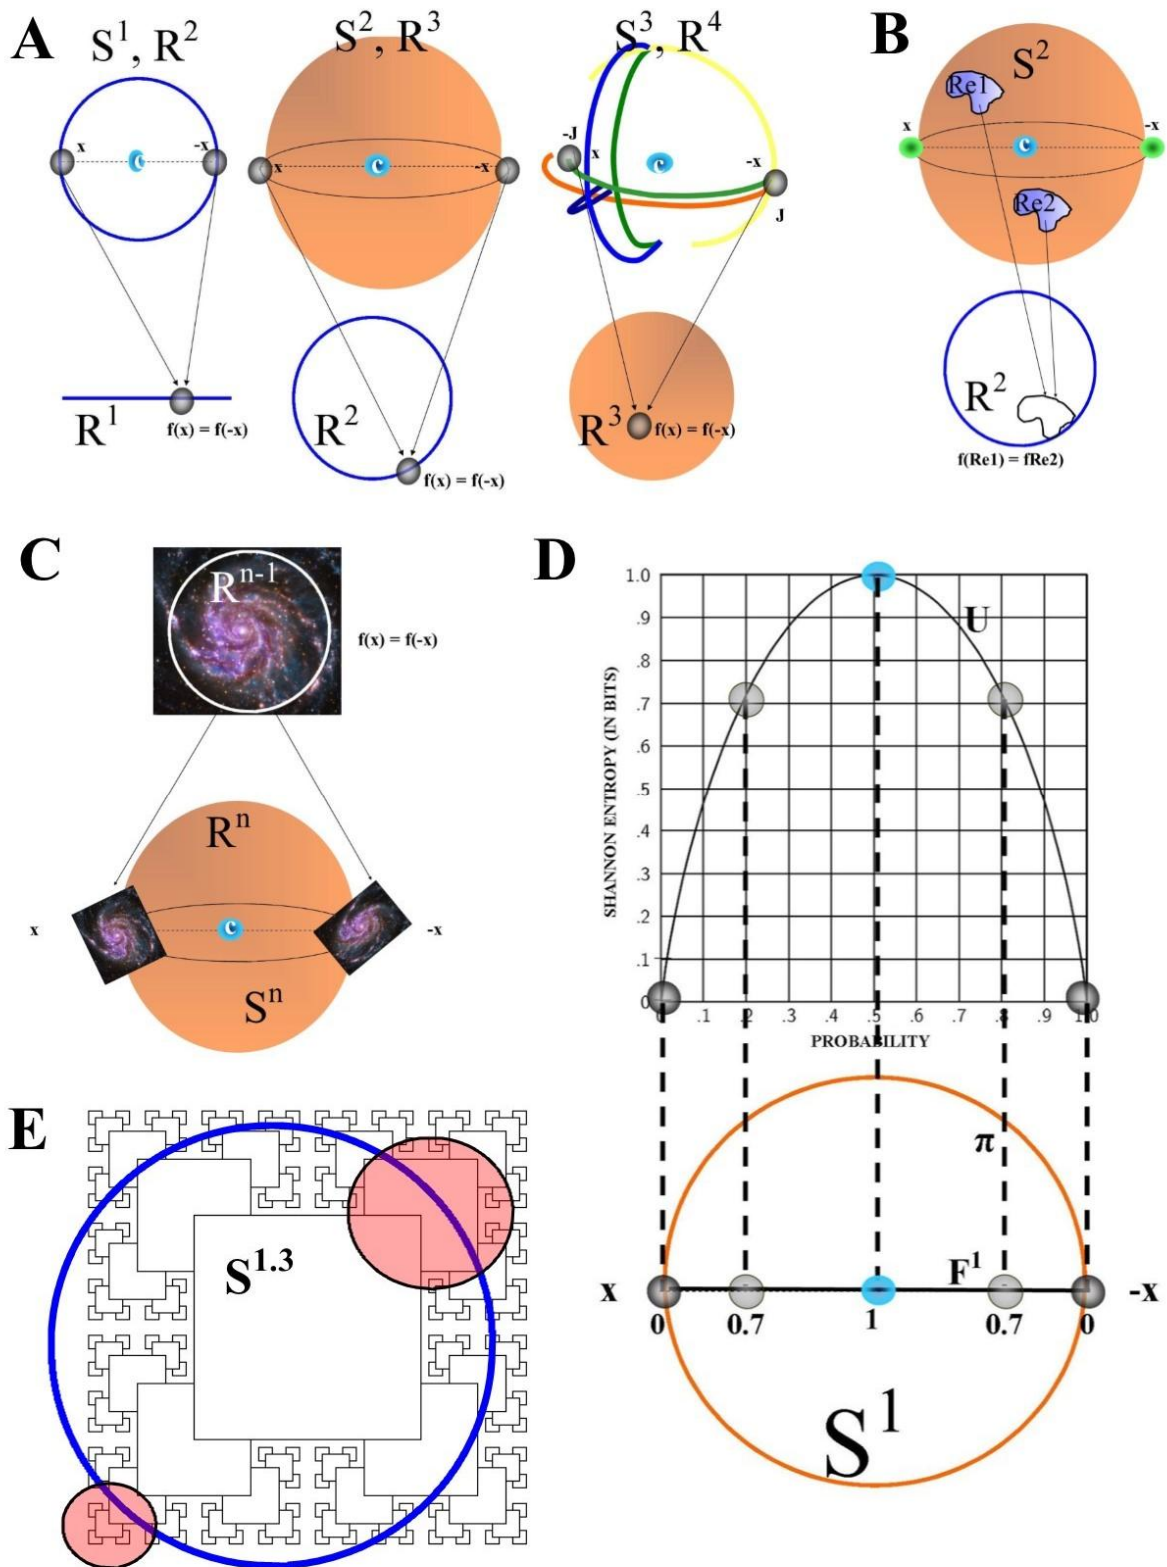 A
S¹, R²
S², R³
S³, R⁴
B
S²
Re1
x
-x
c
x
-x
c
-J
x
-x
c
J
x
-x
c
Re2
R¹
f(x) = f(-x)
R²
f(x) = f(-x)
R³
f(x) = f(-x)
R²
f(Re1) = fRe2)
C
Rⁿ⁻¹
f(x) = f(-x)
Rⁿ
x
c
-x
Sⁿ
D
SHANNON ENTROPY (IN BITS)
1.0
.9
.8
.7
.6
.5
.4
.3
.2
.1
0
U
.1
.2
.3
.4
.5
.6
.7
.8
.9
1.0
PROBABILITY
π
F¹
x
-x
0
0.7
1
0.7
0
S¹
E
S¹·³